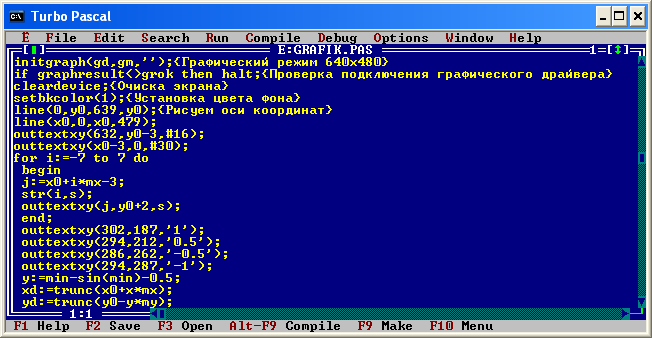 Turbo Pascal
E File Edit Search Run Compile Debug Options Window Help
[■] E:GRAFIK.PAS 1=[↕]
initgraph(gd,gm,'');{Графический режим 640x480}
if graphresult()grok then halt;{Проверка подключения графического драйвера}
cleardevice;{Очиска экрана}
setbkcolor(1);{Установка цвета фона}
line(0,y0,639,y0);{Рисуем оси координат}
line(x0,0,x0,479);
outtextxy(632,y0-3,#16);
outtextxy(x0-3,0,#30);
for i:=-7 to 7 do
begin
j:=x0+i*mx-3;
str(i,s);
outtextxy(j,y0+2,s);
end;
outtextxy(302,187,'1');
outtextxy(294,212,'0.5');
outtextxy(286,262,'-0.5');
outtextxy(294,287,'-1');
y:=min-sin(min)-0.5;
xd:=trunc(x0+x*mx);
yd:=trunc(y0-y*my);
1:1
F1 Help F2 Save F3 Open Alt-F9 Compile F9 Make F10 Menu